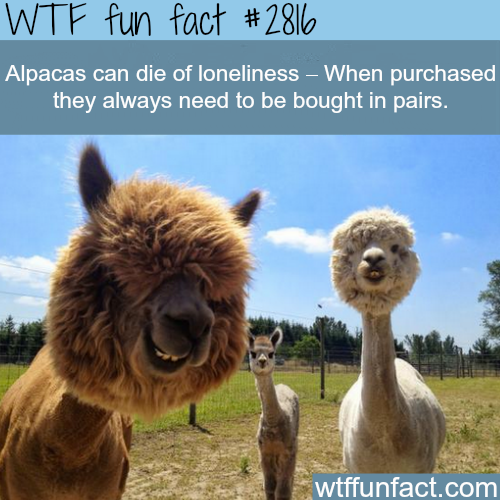 WTF fun fact #2816
Alpacas can die of loneliness – When purchased
they always need to be bought in pairs.
wtffunfact.com